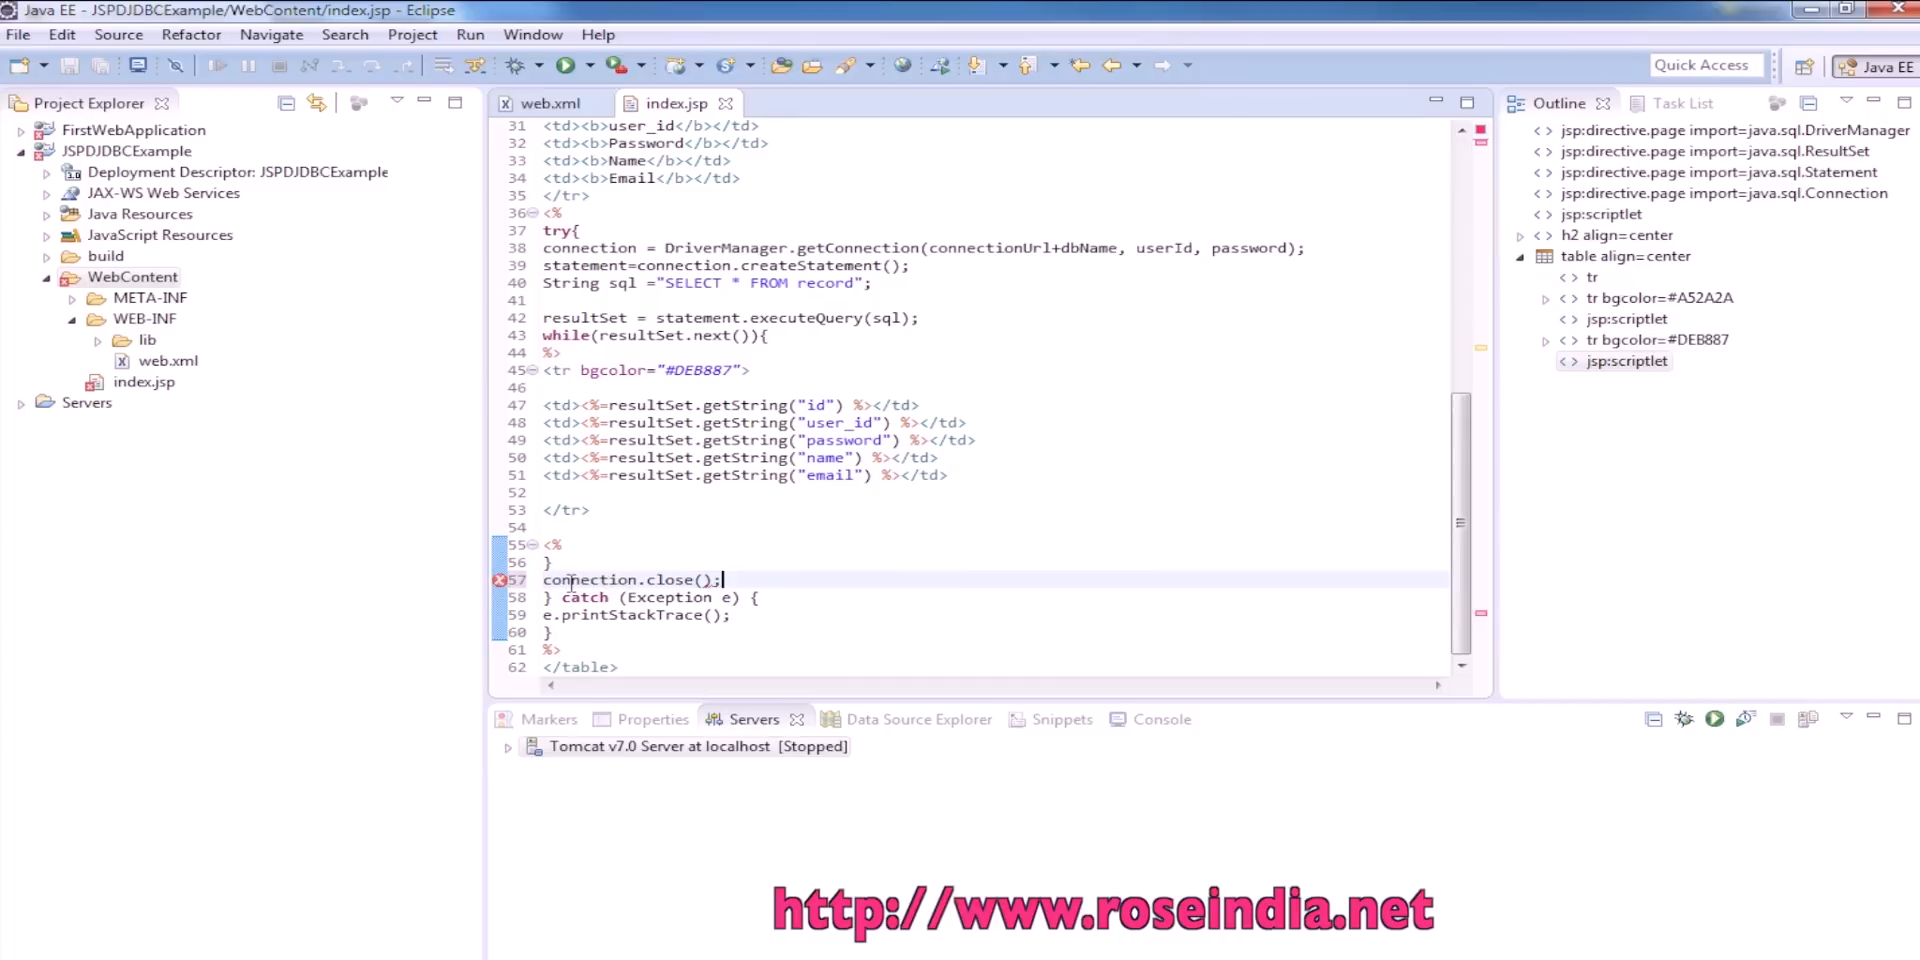 Java EE - JSPDJDBCExample/WebContent/index.jsp - Eclipse
File Edit Source Refactor Navigate Search Project Run Window Help
Quick Access
Java EE
Project Explorer
FirstWebApplication
JSPDJDBCExample
Deployment Descriptor: JSPDJDBCExample
JAX-WS Web Services
Java Resources
JavaScript Resources
build
WebContent
META-INF
WEB-INF
lib
web.xml
index.jsp
Servers
web.xml index.jsp
31 <td><b>user_id</b></td>
32 <td><b>Password</b></td>
33 <td><b>Name</b></td>
34 <td><b>Email</b></td>
35 </tr>
36 <%
37 try{
38 connection = DriverManager.getConnection(connectionUrl+dbName, userId, password);
39 statement=connection.createStatement();
40 String sql ="SELECT * FROM record";
41
42 resultSet = statement.executeQuery(sql);
43 while(resultSet.next()){
44 %>
45 <tr bgcolor="#DEB887">
46
47 <td><%=resultSet.getString("id") %></td>
48 <td><%=resultSet.getString("user_id") %></td>
49 <td><%=resultSet.getString("password") %></td>
50 <td><%=resultSet.getString("name") %></td>
51 <td><%=resultSet.getString("email") %></td>
52
53 </tr>
54
55 <%
56 }
57 connection.close();
58 } catch (Exception e) {
59 e.printStackTrace();
60 }
61 %>
62 </table>
Outline Task List
jsp:directive.page import=java.sql.DriverManager
jsp:directive.page import=java.sql.ResultSet
jsp:directive.page import=java.sql.Statement
jsp:directive.page import=java.sql.Connection
jsp:scriptlet
h2 align=center
table align=center
tr
tr bgcolor=#A52A2A
jsp:scriptlet
tr bgcolor=#DEB887
jsp:scriptlet
Markers Properties Servers Data Source Explorer Snippets Console
Tomcat v7.0 Server at localhost [Stopped]
http://www.roseindia.net